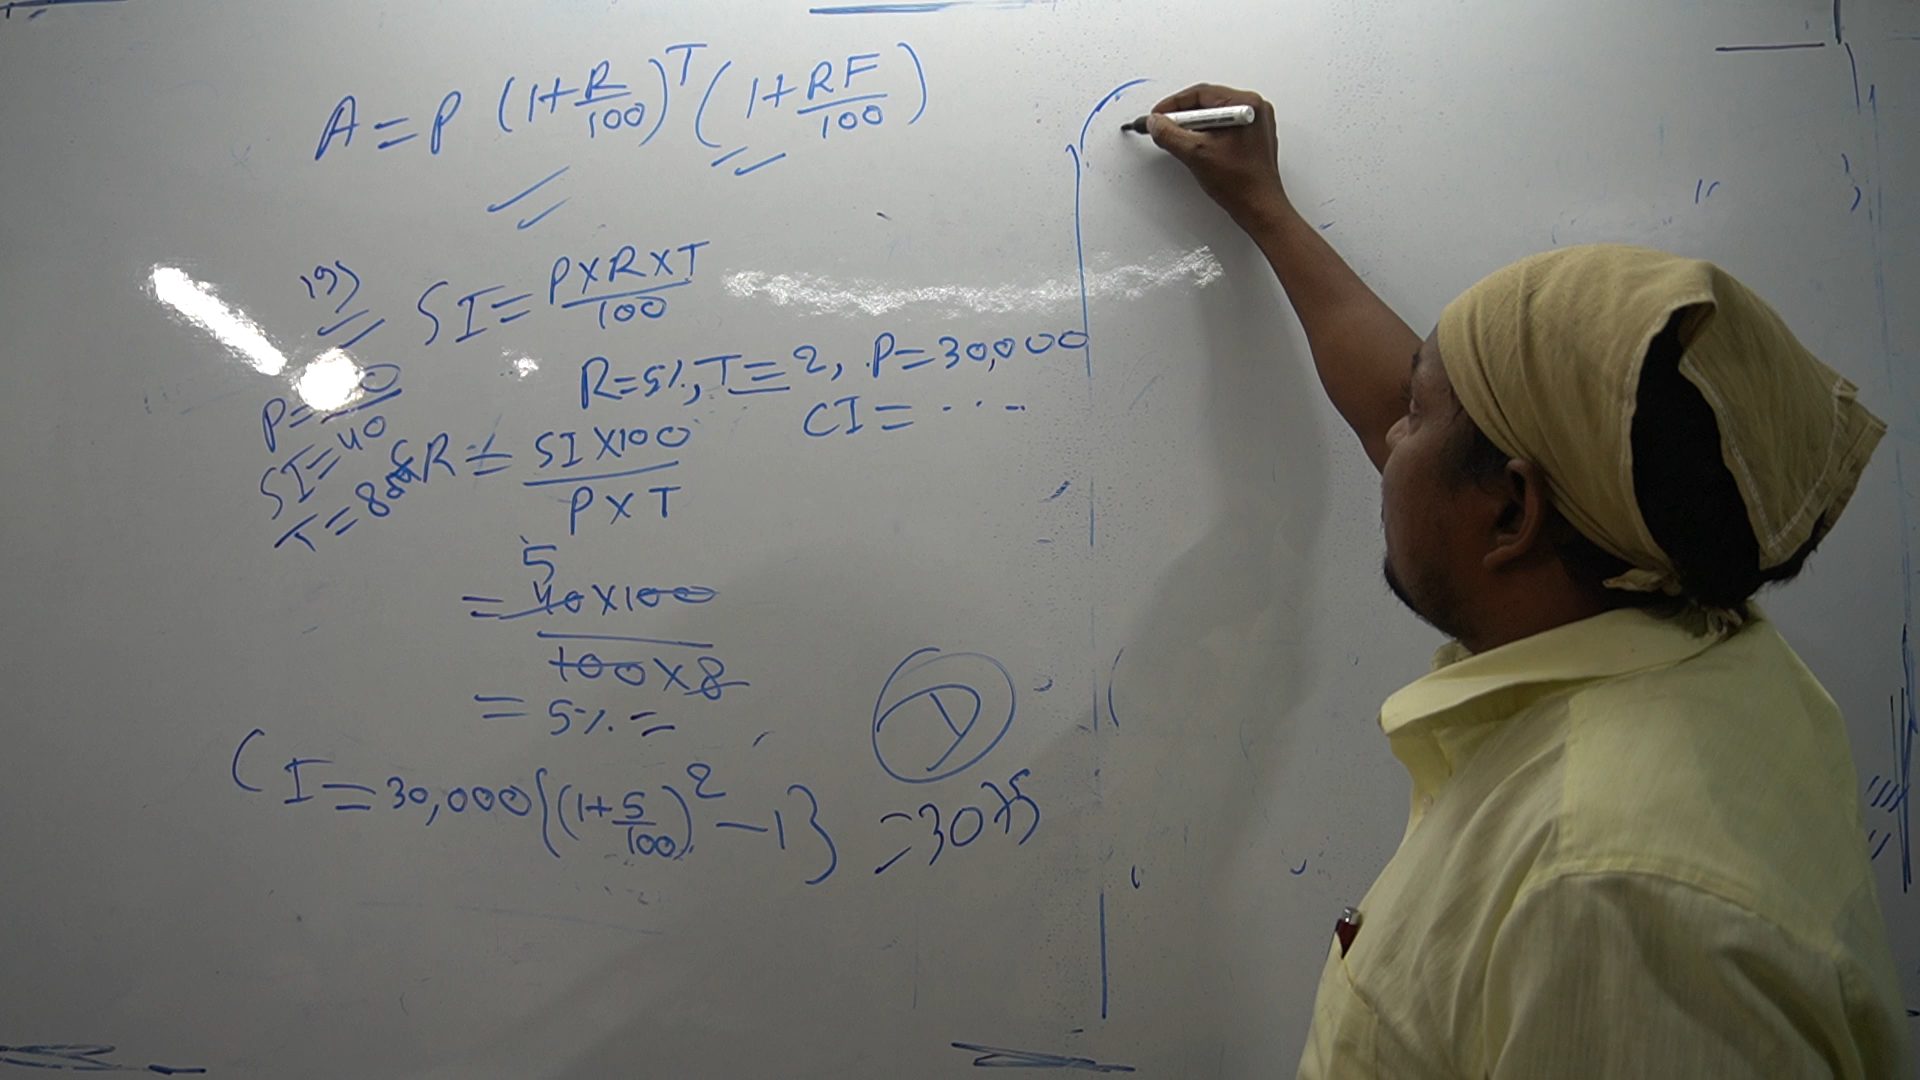 A = P (1 + R/100)^T (1 + RF/100)
19) SI = P×R×T/100
R = 5%, T = 2, P = 30,000
CI = ...
SI = 40
R = SI×100/P×T
T = 8
5
= 40×100/100×8
= 5% =
D
CI = 30,000{(1 + 5/100)^2 - 1} = 3075